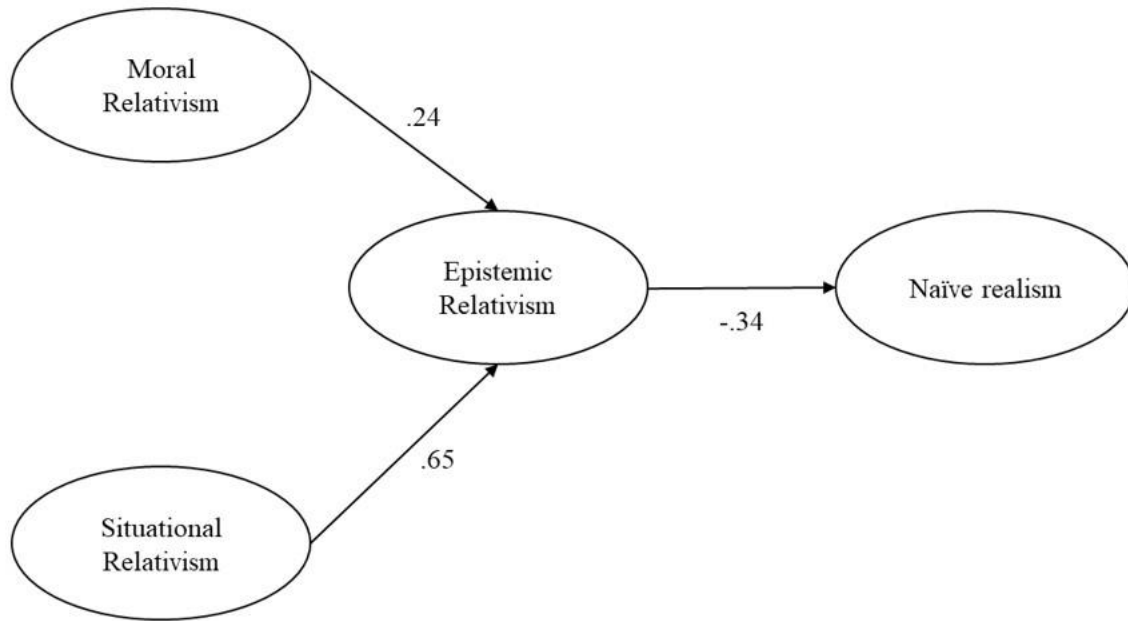 Moral
Relativism
.24
Epistemic
Relativism
-.34
Naïve realism
.65
Situational
Relativism